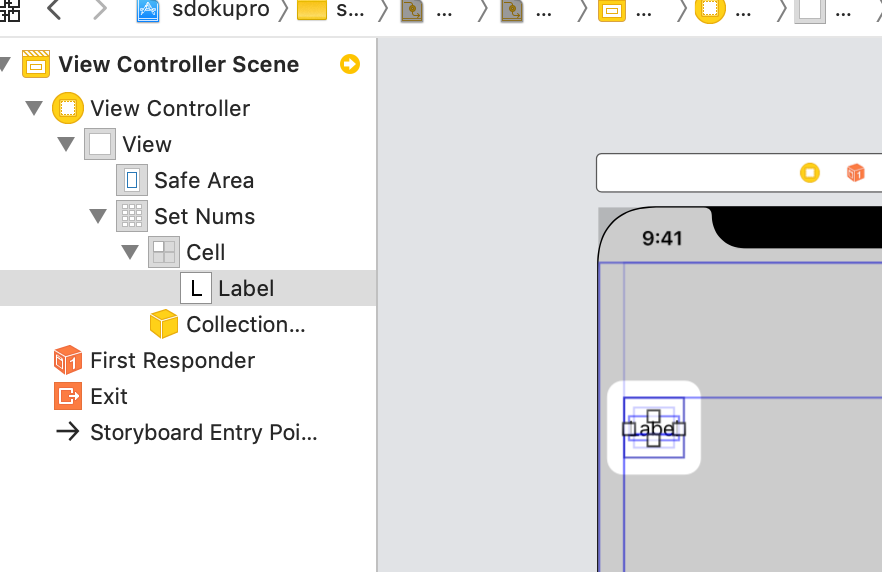 sdokupro s... ... ... ... ... ...
View Controller Scene
View Controller
View
Safe Area
Set Nums
Cell
L Label
Collection...
First Responder
Exit
Storyboard Entry Poi...
9:41
Label